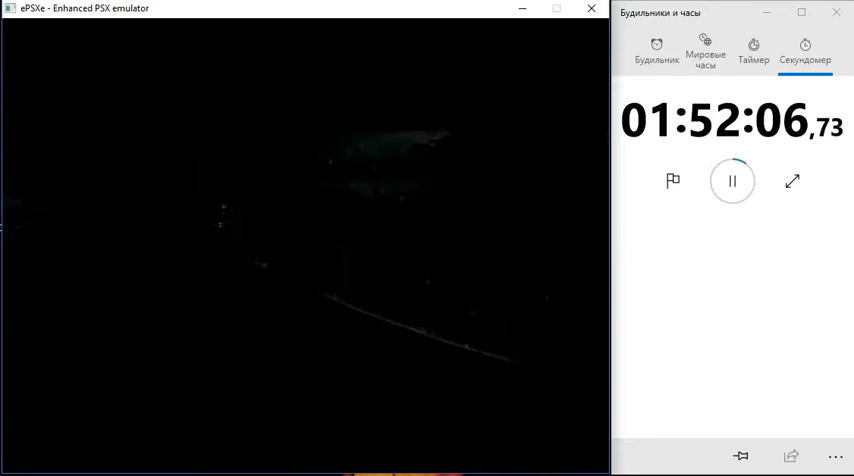 ePSXe - Enhanced PSX emulator
Будильники и часы
Будильник
Мировые
часы
Таймер
Секундомер
01:52:06,73